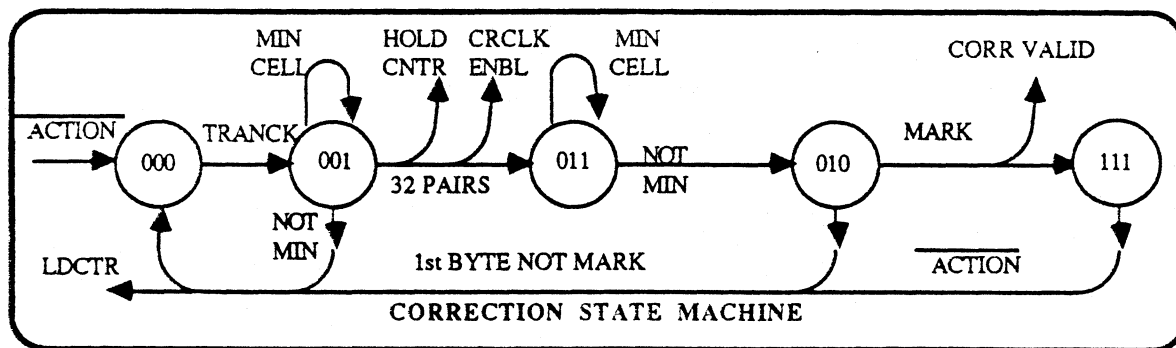 MIN
CELL
HOLD
CNTR
CRCLK
ENBL
MIN
CELL
CORR VALID
ACTION
TRANCK
MARK
000
001
011
010
111
32 PAIRS
NOT
MIN
NOT
MIN
LDCTR
1st BYTE NOT MARK
ACTION
CORRECTION STATE MACHINE